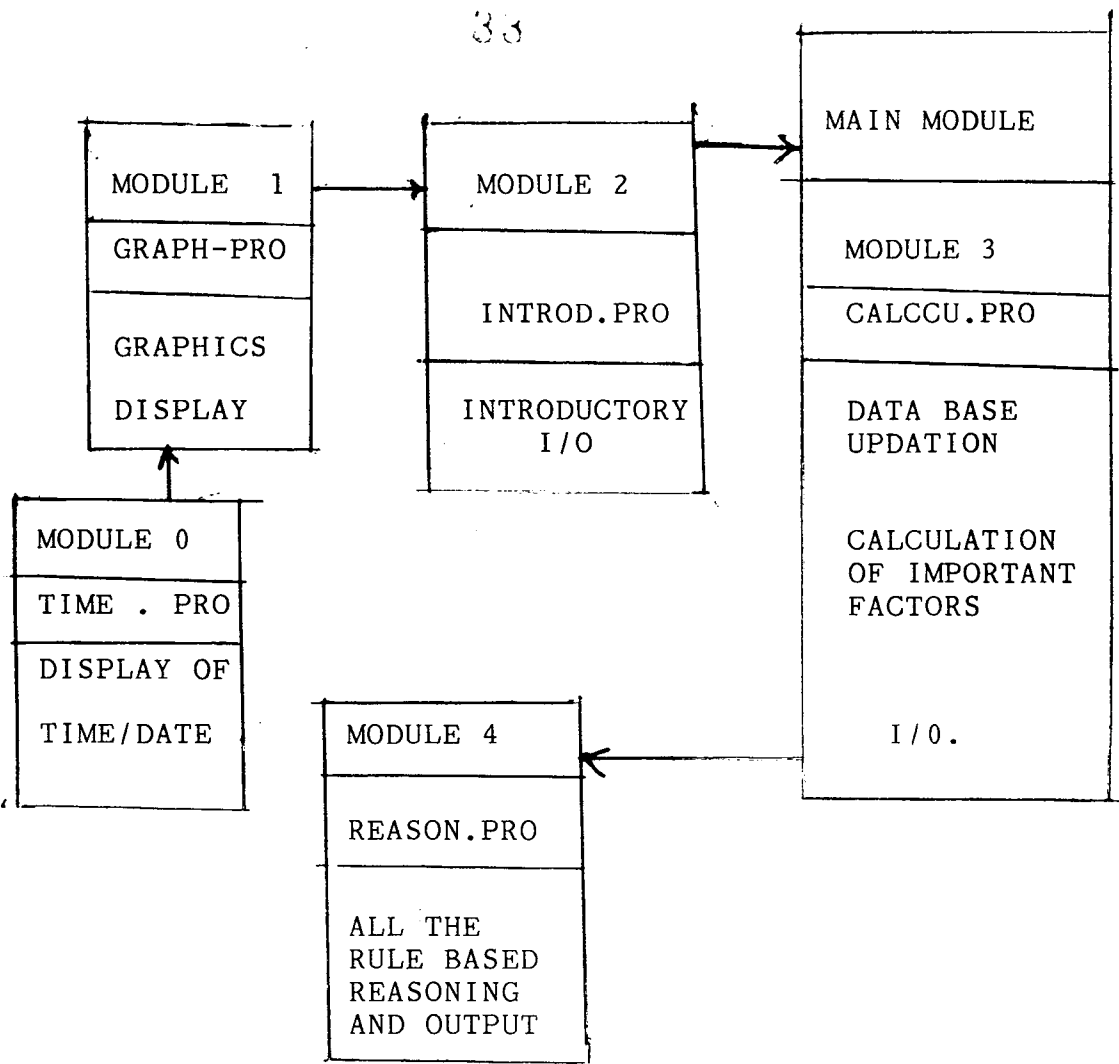 33
MODULE 1
GRAPH-PRO
GRAPHICS
DISPLAY
MODULE 2
INTROD.PRO
INTRODUCTORY
I/O
MAIN MODULE
MODULE 3
CALCCU.PRO
DATA BASE
UPDATION
CALCULATION
OF IMPORTANT
FACTORS
I/O.
MODULE 0
TIME . PRO
DISPLAY OF
TIME/DATE
MODULE 4
REASON.PRO
ALL THE
RULE BASED
REASONING
AND OUTPUT